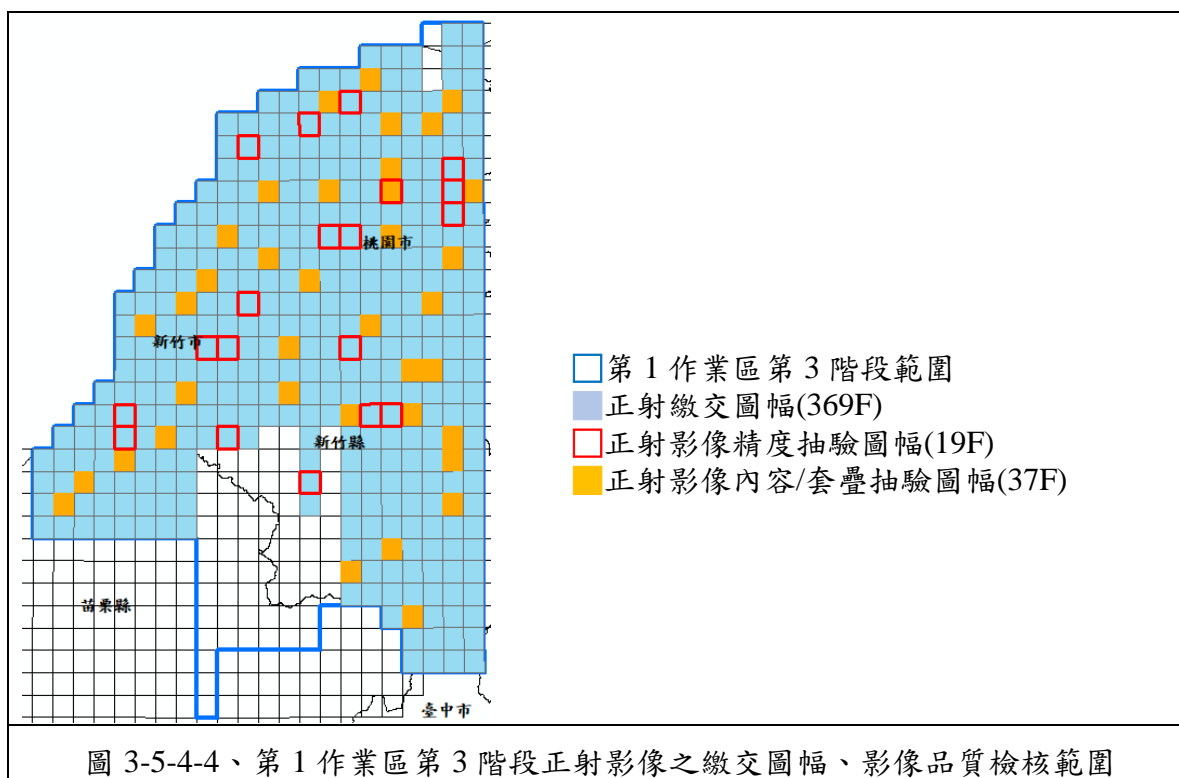 桃園市
新竹市
新竹縣
苗栗縣
臺中市
第 1 作業區第 3 階段範圍
正射繳交圖幅(369F)
正射影像精度抽驗圖幅(19F)
正射影像內容/套疊抽驗圖幅(37F)
圖 3-5-4-4、第 1 作業區第 3 階段正射影像之繳交圖幅、影像品質檢核範圍